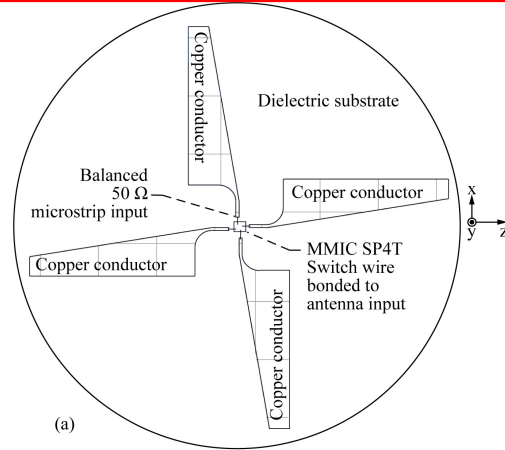 Copper conductor
Dielectric substrate
Balanced
50 Ω
microstrip input
Copper conductor
x
y
z
Copper conductor
MMIC SP4T
Switch wire
bonded to
antenna input
Copper conductor
(a)